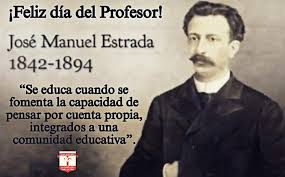 ¡Feliz día del Profesor!
José Manuel Estrada
1842-1894
“Se educa cuando se
fomenta la capacidad de
pensar por cuenta propia,
integrados a una
comunidad educativa”.